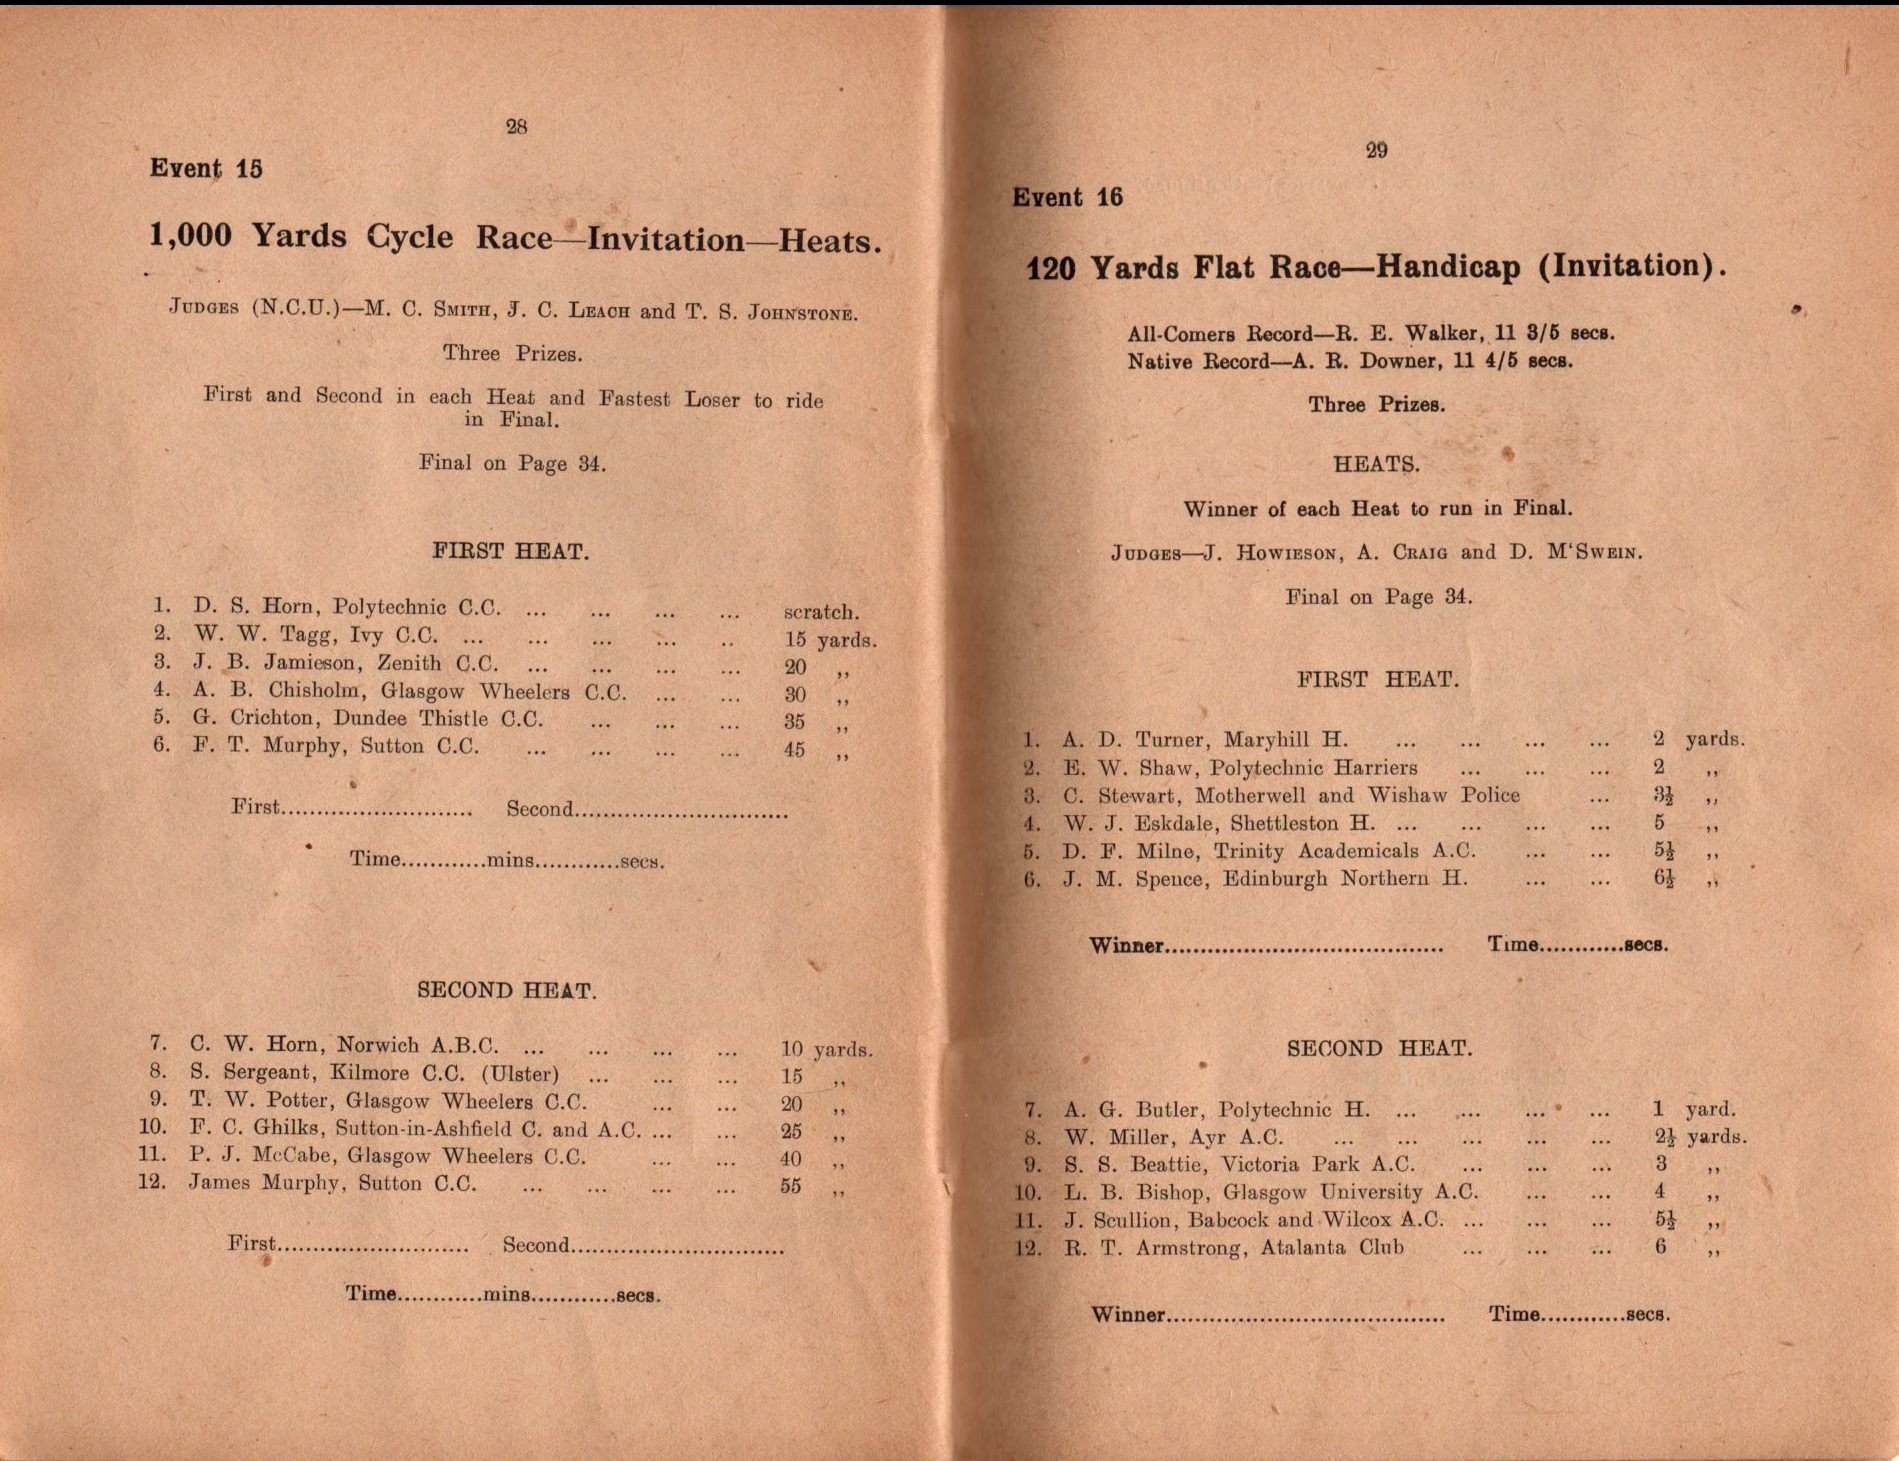 28
Event 15
1,000 Yards Cycle Race—Invitation—Heats.
JUDGES (N.C.U.)—M. C. SMITH, J. C. LEACH and T. S. JOHNSTONE.
Three Prizes.
First and Second in each Heat and Fastest Loser to ride
in Final.
Final on Page 34.
FIRST HEAT.
1. D. S. Horn, Polytechnic C.C. ... ... ... ... scratch.
2. W. W. Tagg, Ivy C.C. ... ... ... ... .. 15 yards.
3. J. B. Jamieson, Zenith C.C. ... ... ... ... 20 ,,
4. A. B. Chisholm, Glasgow Wheelers C.C. ... ... 30 ,,
5. G. Crichton, Dundee Thistle C.C. ... ... ... 35 ,,
6. F. T. Murphy, Sutton C.C. ... ... ... ... 45 ,,
First........................... Second..............................
Time............mins............secs.
SECOND HEAT.
7. C. W. Horn, Norwich A.B.C. ... ... ... ... 10 yards.
8. S. Sergeant, Kilmore C.C. (Ulster) ... ... ... 15 ,,
9. T. W. Potter, Glasgow Wheelers C.C. ... ... 20 ,,
10. F. C. Ghilks, Sutton-in-Ashfield C. and A.C. ... ... 25 ,,
11. P. J. McCabe, Glasgow Wheelers C.C. ... ... 40 ,,
12. James Murphy, Sutton C.C. ... ... ... ... 55 ,,
First........................... Second..............................
Time............mins............secs.
29
Event 16
120 Yards Flat Race—Handicap (Invitation).
All-Comers Record—R. E. Walker, 11 3/5 secs.
Native Record—A. R. Downer, 11 4/5 secs.
Three Prizes.
HEATS.
Winner of each Heat to run in Final.
JUDGES—J. HOWIESON, A. CRAIG and D. M'SWEIN.
Final on Page 34.
FIRST HEAT.
1. A. D. Turner, Maryhill H. ... ... ... ... 2 yards.
2. E. W. Shaw, Polytechnic Harriers ... ... ... 2 ,,
3. C. Stewart, Motherwell and Wishaw Police ... 3½ ,,
4. W. J. Eskdale, Shettleston H. ... ... ... ... 5 ,,
5. D. F. Milne, Trinity Academicals A.C. ... ... 5½ ,,
6. J. M. Spence, Edinburgh Northern H. ... ... 6½ ,,
Winner....................................... Time............secs.
SECOND HEAT.
7. A. G. Butler, Polytechnic H. ... ... ... ... 1 yard.
8. W. Miller, Ayr A.C. ... ... ... ... ... 2½ yards.
9. S. S. Beattie, Victoria Park A.C. ... ... ... 3 ,,
10. L. B. Bishop, Glasgow University A.C. ... ... 4 ,,
11. J. Scullion, Babcock and Wilcox A.C. ... ... ... 5½ ,,
12. R. T. Armstrong, Atalanta Club ... ... ... 6 ,,
Winner....................................... Time............secs.